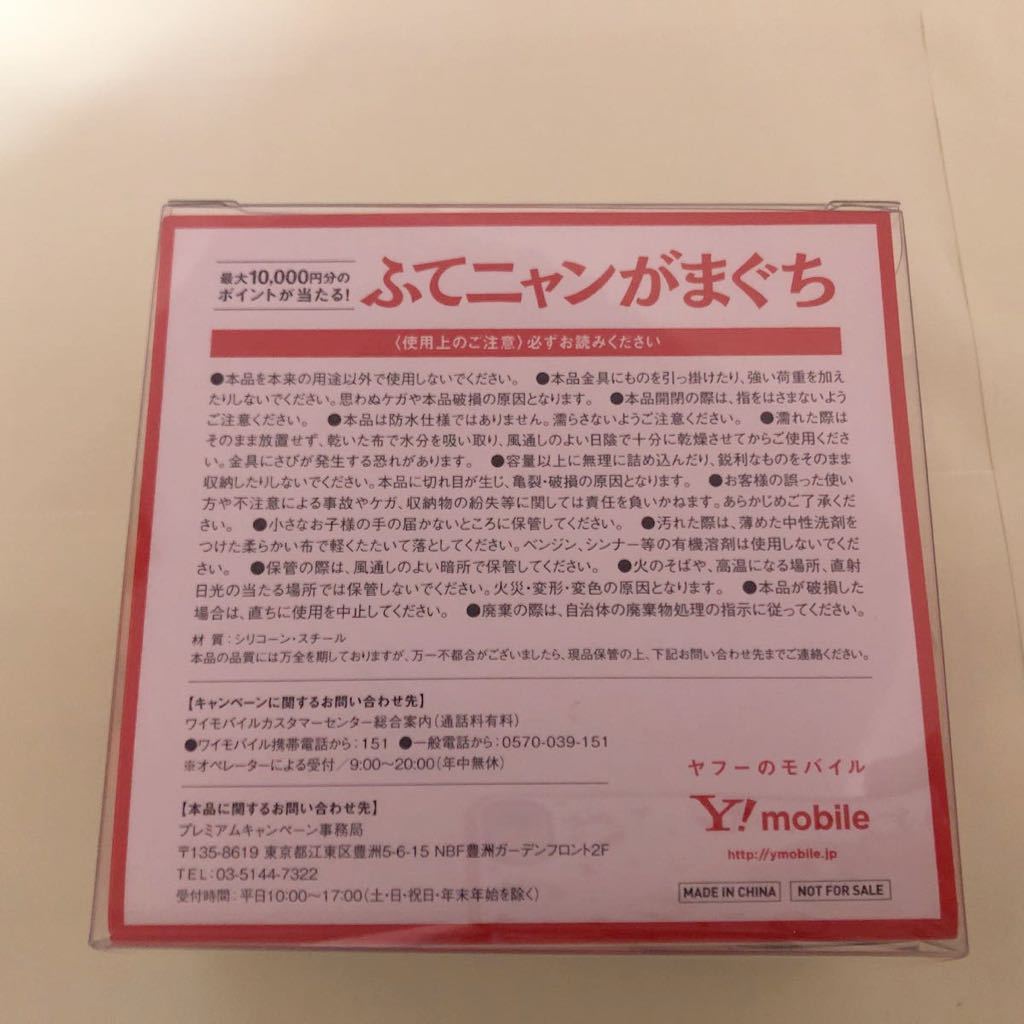 最大10,000円分の
ポイントが当たる!
ふてニャンがまぐち
〈使用上のご注意〉必ずお読みください
●本品を本来の用途以外で使用しないでください。 ●本品金具にものを引っ掛けたり、強い荷重を加え
たりしないでください。思わぬケガや本品破損の原因となります。 ●本品開閉の際は、指をはさまないよう
ご注意ください。 ●本品は防水仕様ではありません。濡らさないようご注意ください。 ●濡れた際は
そのまま放置せず、乾いた布で水分を吸い取り、風通しのよい日陰で十分に乾燥させてからご使用くださ
い。金具にさびが発生する恐れがあります。 ●容量以上に無理に詰め込んだり、鋭利なものをそのまま
収納したりしないでください。本品に切れ目が生じ、亀裂・破損の原因となります。 ●お客様の誤った使い
方や不注意による事故やケガ、収納物の紛失等に関しては責任を負いかねます。あらかじめご了承くだ
さい。 ●小さなお子様の手の届かないところに保管してください。 ●汚れた際は、薄めた中性洗剤を
つけた柔らかい布で軽くたたいて落としてください。ベンジン、シンナー等の有機溶剤は使用しないでくだ
さい。 ●保管の際は、風通しのよい暗所で保管してください。 ●火のそばや、高温になる場所、直射
日光の当たる場所では保管しないでください。火災・変形・変色の原因となります。 ●本品が破損した
場合は、直ちに使用を中止してください。 ●廃棄の際は、自治体の廃棄物処理の指示に従ってください。
材 質：シリコーン・スチール
本品の品質には万全を期しておりますが、万一不都合がございましたら、現品保管の上、下記お問い合わせ先までご連絡ください。
【キャンペーンに関するお問い合わせ先】
ワイモバイルカスタマーセンター総合案内(通話料有料)
●ワイモバイル携帯電話から：151 ●一般電話から：0570-039-151
※オペレーターによる受付／9:00〜20:00(年中無休)
【本品に関するお問い合わせ先】
プレミアムキャンペーン事務局
〒135-8619 東京都江東区豊洲5-6-15 NBF豊洲ガーデンフロント2F
TEL：03-5144-7322
受付時間：平日10:00〜17:00(土・日・祝日・年末年始を除く)
ヤフーのモバイル
Y!mobile
http://ymobile.jp
MADE IN CHINA NOT FOR SALE